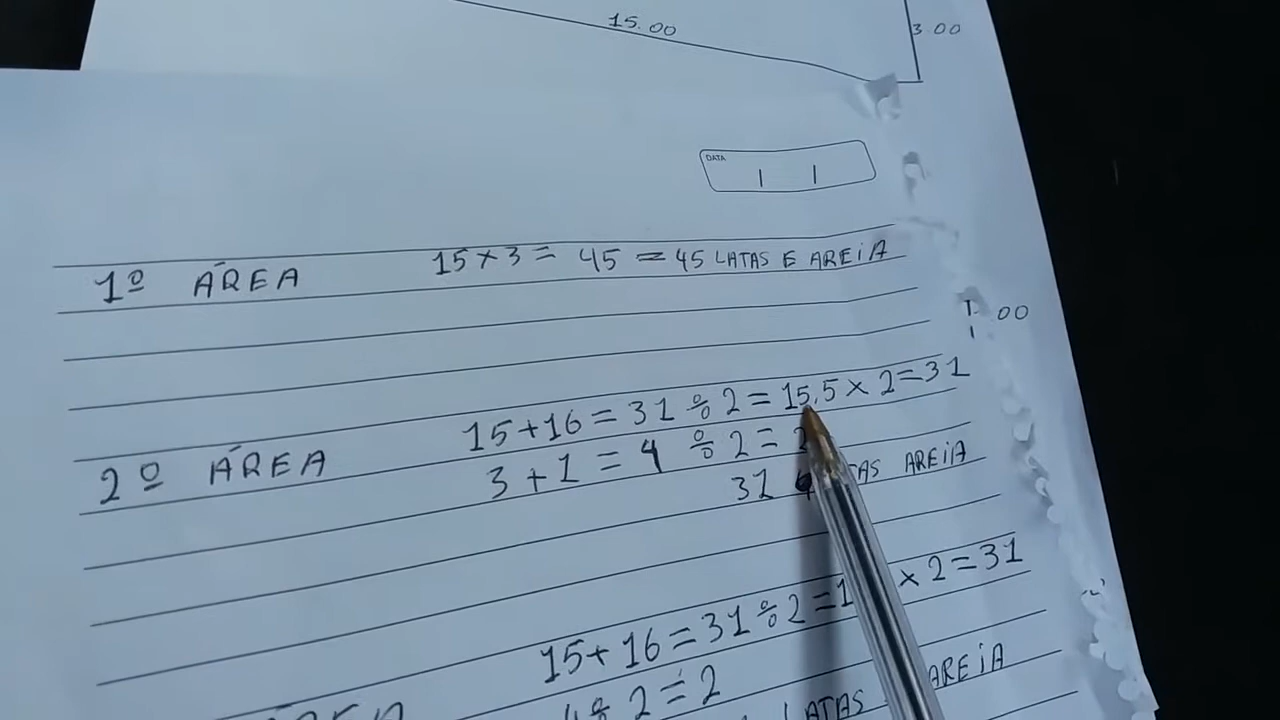 15.00
3.00
DATA
1º ÁREA 15×3= 45 = 45 LATAS E AREIA
00
15+16=31÷2=15,5×2=31
2º ÁREA 3+1=4÷2=2
31 AREIA
15+16=31÷2= ×2=31
÷2=2
LATAS AREIA